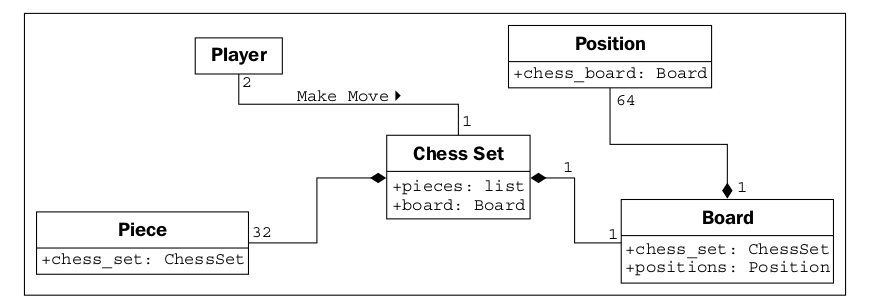 Player
2
Make Move
1
Position
+chess_board: Board
64
Chess Set
+pieces: list
+board: Board
1
1
1
Board
+chess_set: ChessSet
+positions: Position
Piece
+chess_set: ChessSet
32